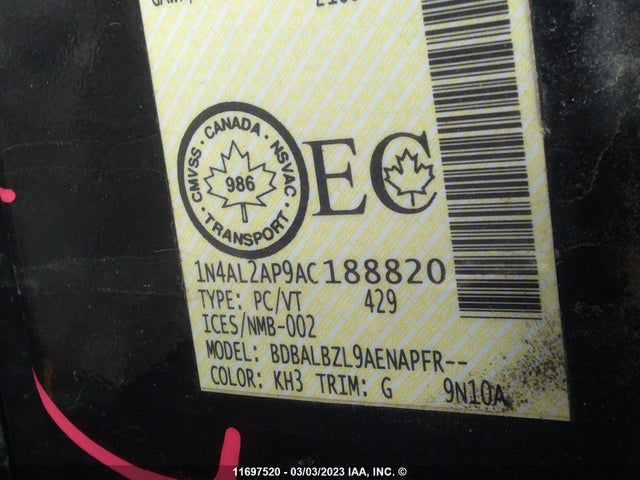 CANADA · NSVAC · TRANSPORT · CMVSS ·
986
EC
1N4AL2AP9AC188820
TYPE: PC/VT 429
ICES/NMB-002
MODEL: BDBALBZL9AENAPFR--
COLOR: KH3 TRIM: G 9N10A
11697520 - 03/03/2023 IAA, INC. ©